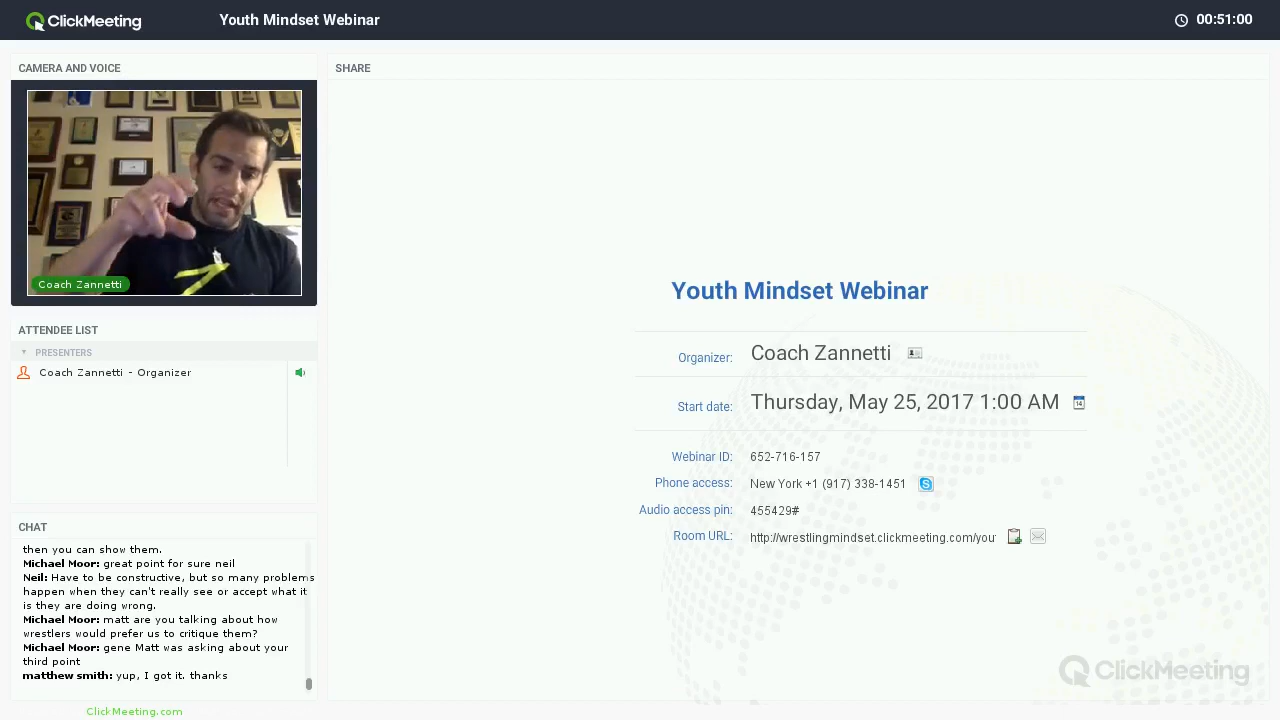 ClickMeeting
Youth Mindset Webinar
00:51:00
CAMERA AND VOICE
Coach Zannetti
ATTENDEE LIST
PRESENTERS
Coach Zannetti - Organizer
CHAT
then you can show them.
Michael Moor: great point for sure neil
Neil: Have to be constructive, but so many problems
happen when they can't really see or accept what it
is they are doing wrong.
Michael Moor: matt are you talking about how
wrestlers would prefer us to critique them?
Michael Moor: gene Matt was asking about your
third point
matthew smith: yup, I got it. thanks
ClickMeeting.com
SHARE
Youth Mindset Webinar
Organizer: Coach Zannetti
Start date: Thursday, May 25, 2017 1:00 AM
14
Webinar ID: 652-716-157
Phone access: New York +1 (917) 338-1451
Audio access pin: 455429#
Room URL: http://wrestlingmindset.clickmeeting.com/you
ClickMeeting